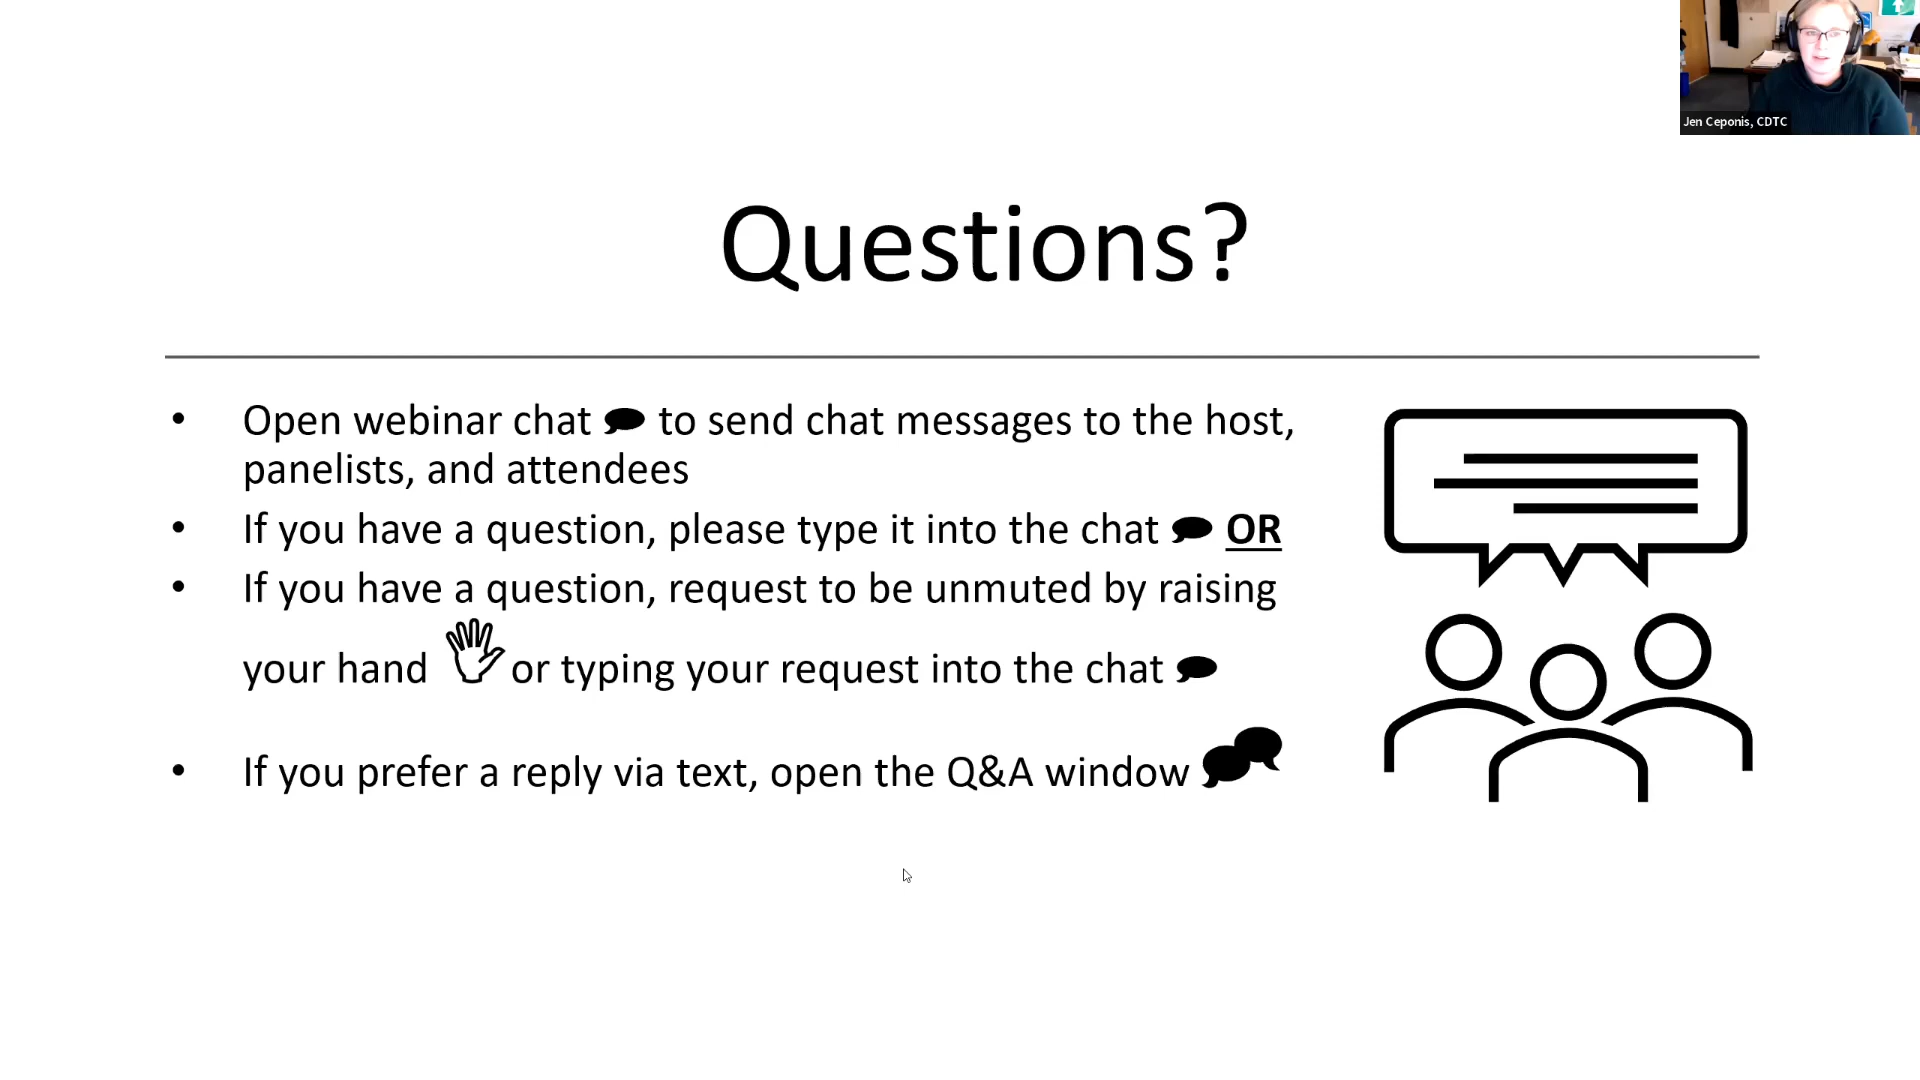 Jen Ceponis, CDTC
Questions?
• Open webinar chat to send chat messages to the host,
panelists, and attendees
• If you have a question, please type it into the chat OR
• If you have a question, request to be unmuted by raising
your hand or typing your request into the chat
• If you prefer a reply via text, open the Q&A window